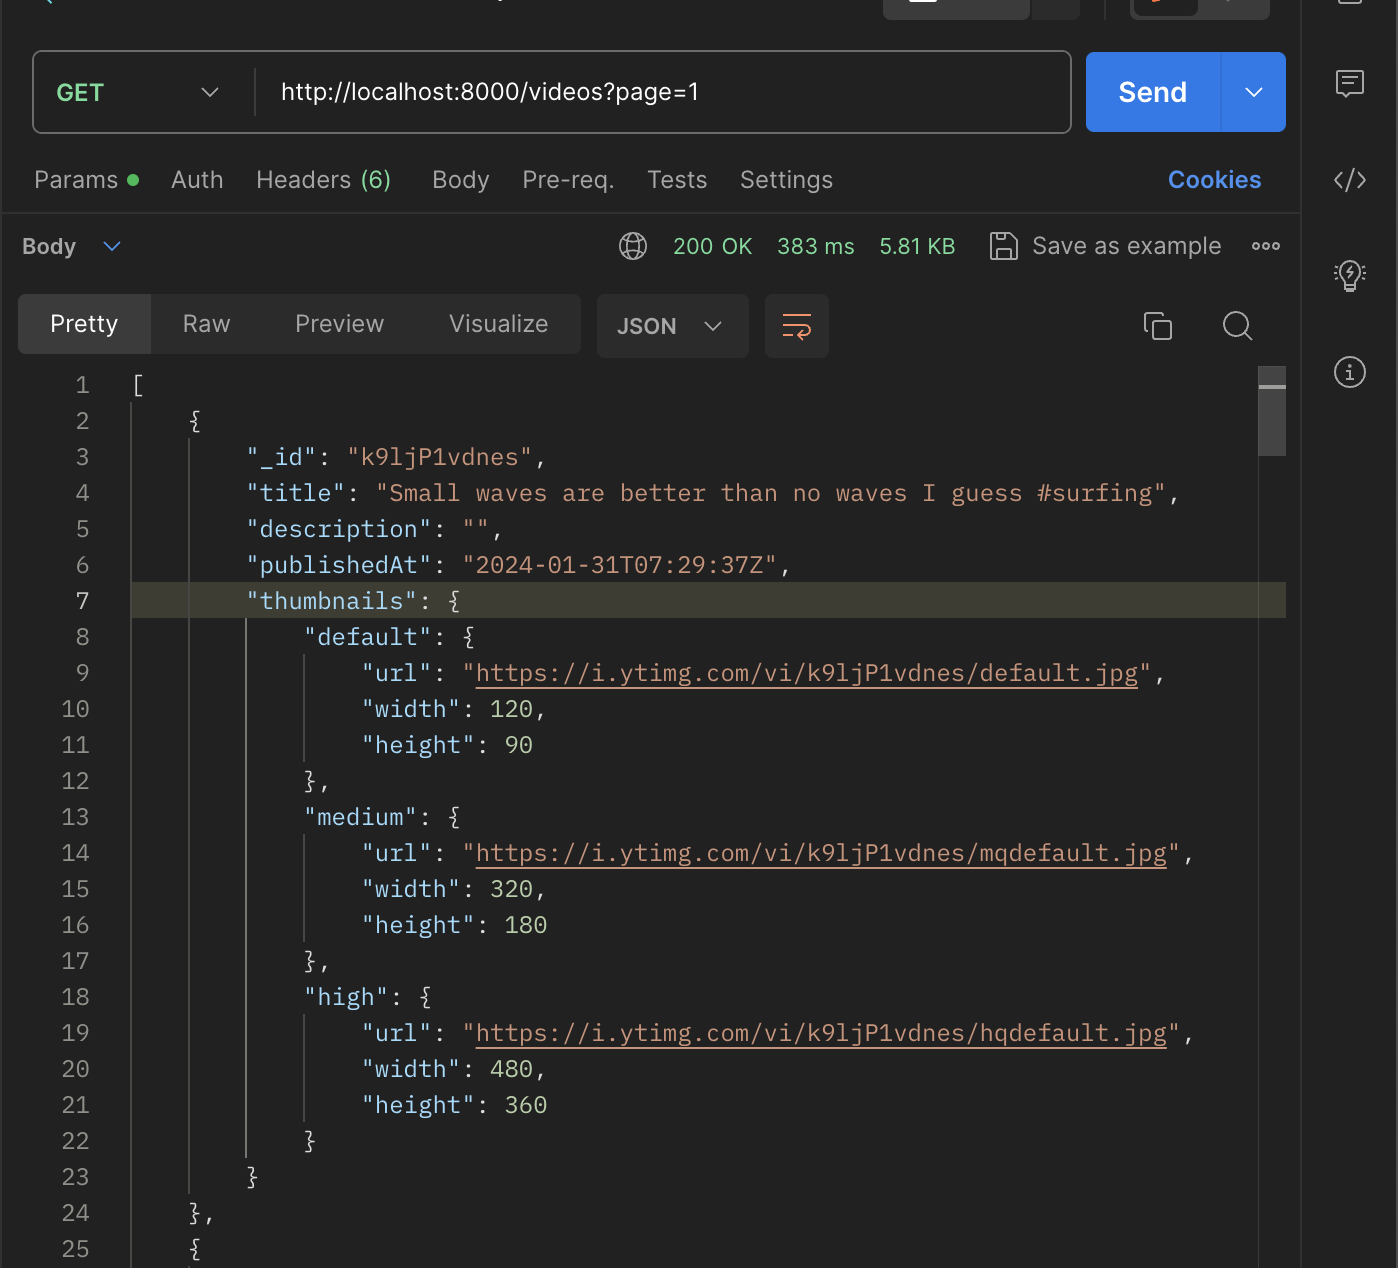 GET http://localhost:8000/videos?page=1 Send
Params Auth Headers (6) Body Pre-req. Tests Settings Cookies
Body 200 OK 383 ms 5.81 KB Save as example
Pretty Raw Preview Visualize JSON
1 [
2 {
3 "_id": "k9ljP1vdnes",
4 "title": "Small waves are better than no waves I guess #surfing",
5 "description": "",
6 "publishedAt": "2024-01-31T07:29:37Z",
7 "thumbnails": {
8 "default": {
9 "url": "https://i.ytimg.com/vi/k9ljP1vdnes/default.jpg",
10 "width": 120,
11 "height": 90
12 },
13 "medium": {
14 "url": "https://i.ytimg.com/vi/k9ljP1vdnes/mqdefault.jpg",
15 "width": 320,
16 "height": 180
17 },
18 "high": {
19 "url": "https://i.ytimg.com/vi/k9ljP1vdnes/hqdefault.jpg",
20 "width": 480,
21 "height": 360
22 }
23 }
24 },
25 {